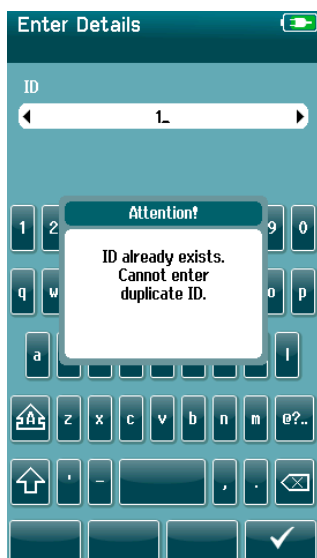 Enter Details
ID
1_
Attention!
ID already exists.
Cannot enter
duplicate ID.
1 2 9 0
q w o p
a l
A z x c v b n m @?..
' - , .